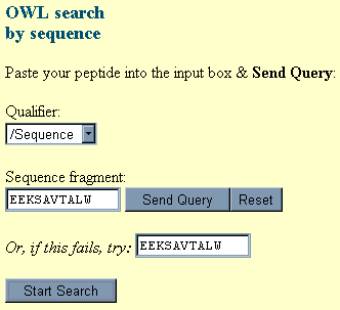 OWL search
by sequence
Paste your peptide into the input box & Send Query:
Qualifier:
/Sequence
Sequence fragment:
EEKSAVTALW Send Query Reset
Or, if this fails, try: EEKSAVTALW
Start Search